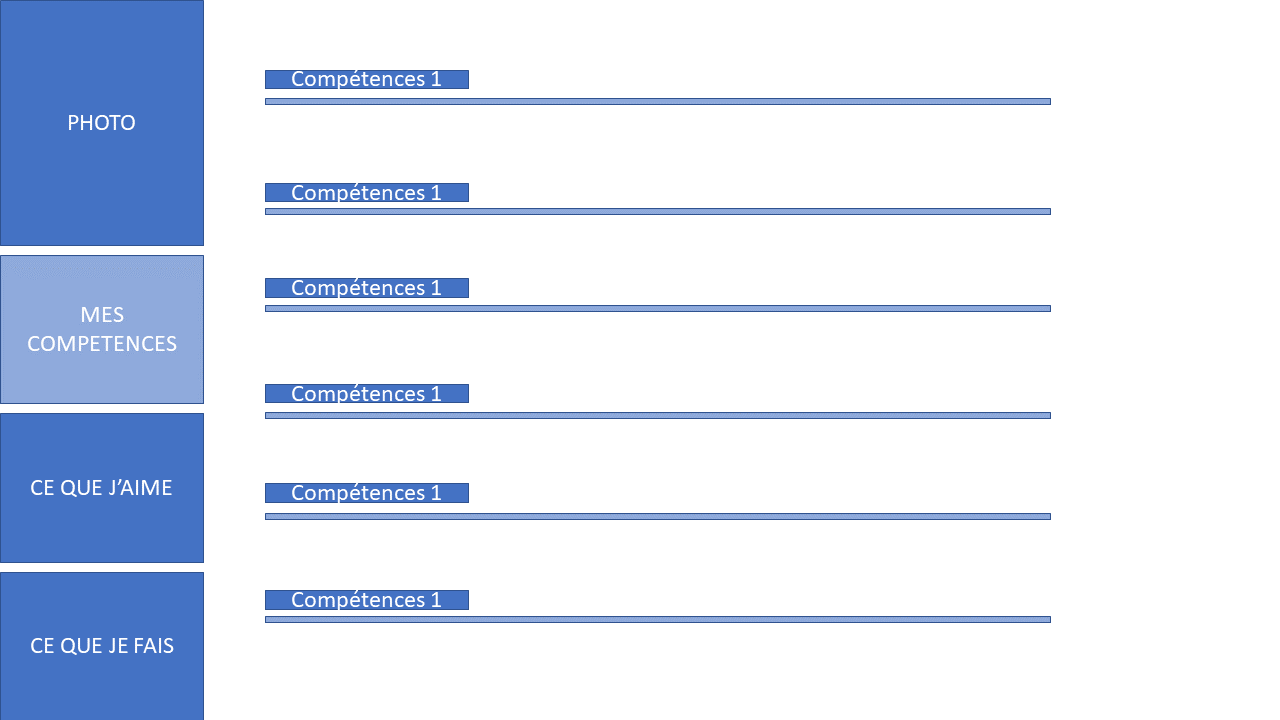 PHOTO
MES
COMPETENCES
CE QUE J’AIME
CE QUE JE FAIS
Compétences 1
Compétences 1
Compétences 1
Compétences 1
Compétences 1
Compétences 1